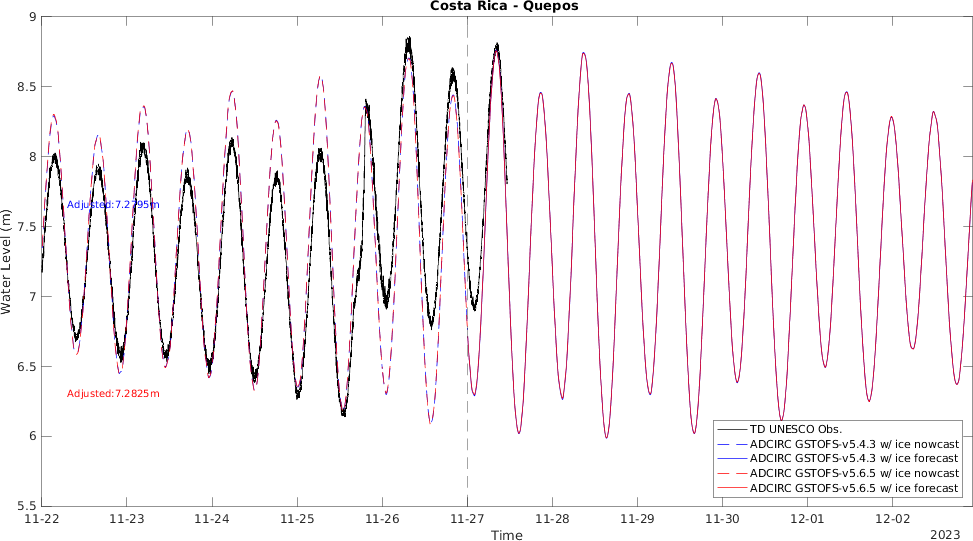 Costa Rica - Quepos
9
8.5
8
7.5
7
6.5
6
5.5
Water Level (m)
Adjusted:7.2795m
Adjusted:7.2825m
TD UNESCO Obs.
ADCIRC GSTOFS-v5.4.3 w/ ice nowcast
ADCIRC GSTOFS-v5.4.3 w/ ice forecast
ADCIRC GSTOFS-v5.6.5 w/ ice nowcast
ADCIRC GSTOFS-v5.6.5 w/ ice forecast
11-22 11-23 11-24 11-25 11-26 11-27 11-28 11-29 11-30 12-01 12-02
Time
2023